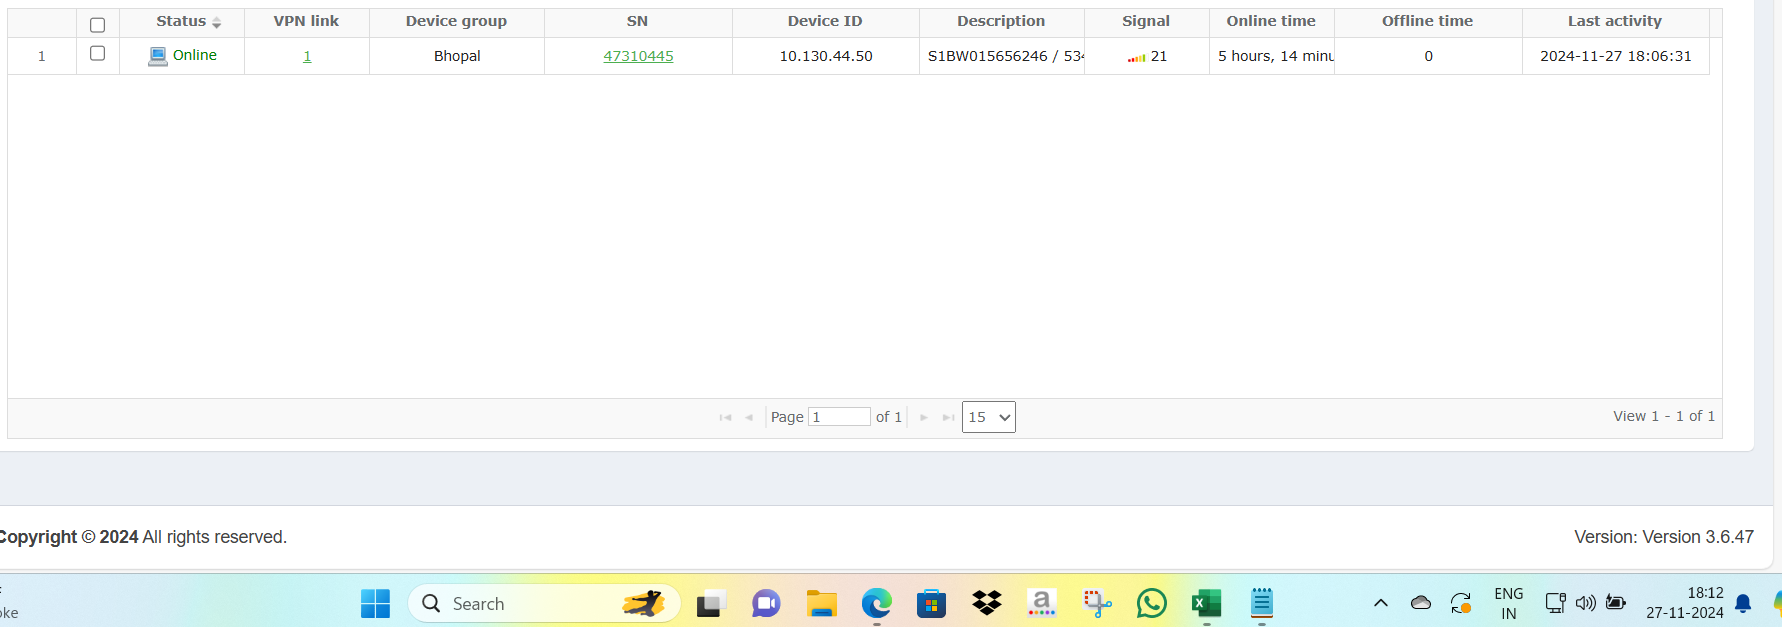 Status VPN link Device group SN Device ID Description Signal Online time Offline time Last activity
1 Online 1 Bhopal 47310445 10.130.44.50 S1BW015656246 / 534 21 5 hours, 14 minu 0 2024-11-27 18:06:31
Page 1 of 1 15 View 1 - 1 of 1
Copyright © 2024 All rights reserved. Version: Version 3.6.47
oke Search ENG 18:12
IN 27-11-2024